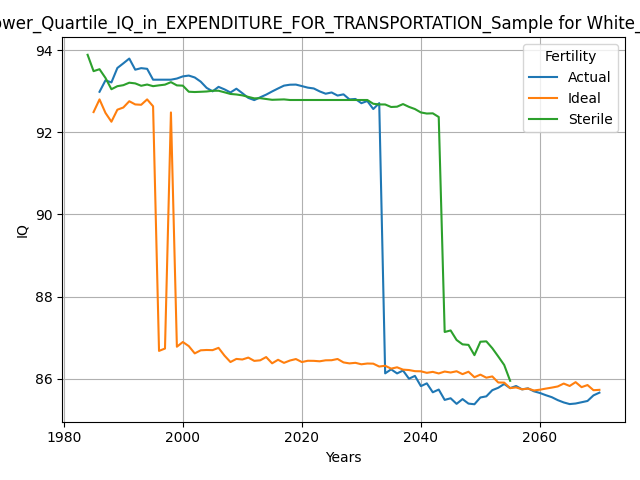 ower_Quartile_IQ_in_EXPENDITURE_FOR_TRANSPORTATION_Sample for White_
Fertility
Actual
Ideal
Sterile
94
92
90
88
86
IQ
1980
2000
2020
2040
2060
Years